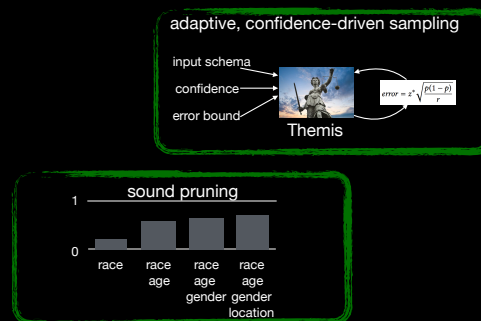 adaptive, confidence-driven sampling
input schema
confidence
error bound
error = z* √(p(1 − p)/r)
Themis
sound pruning
1
0
race race race race
age age age
gender gender
location